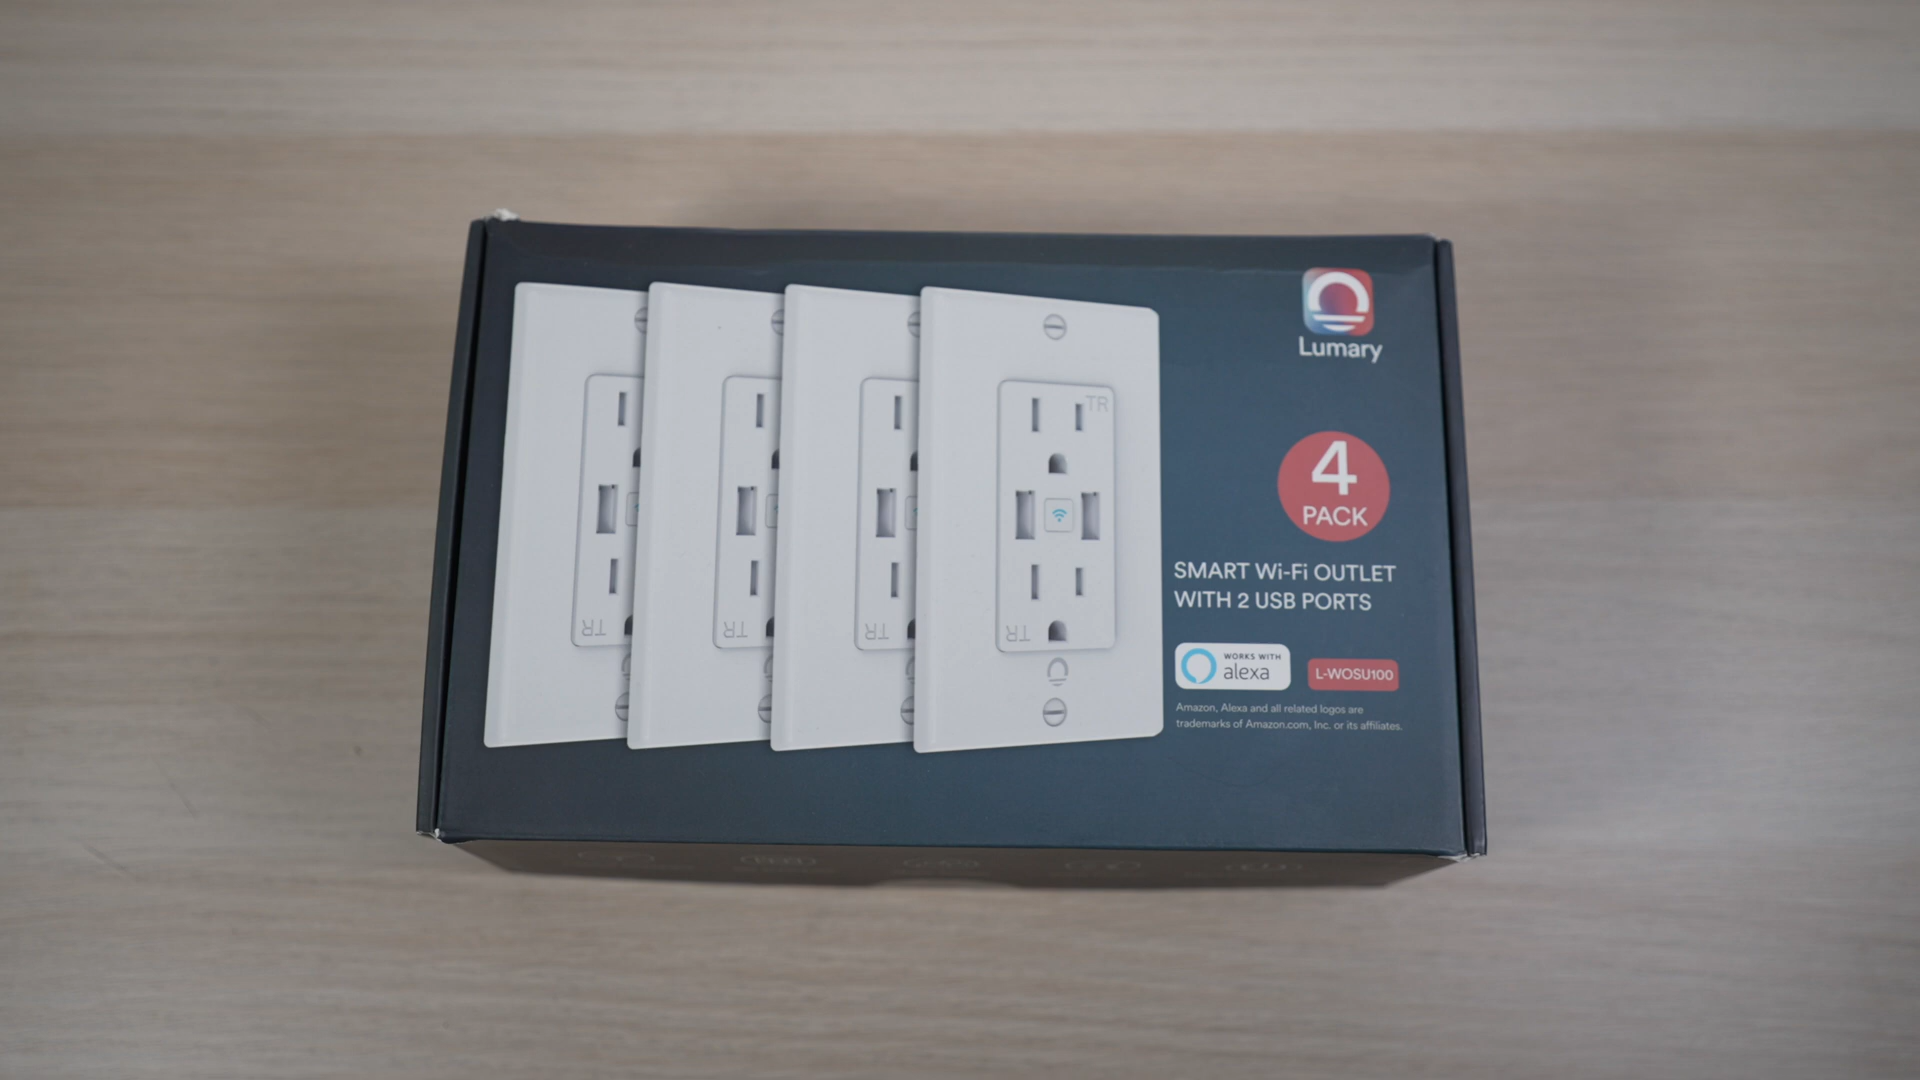 Lumary
4
PACK
SMART Wi-Fi OUTLET
WITH 2 USB PORTS
WORKS WITH
alexa
L-WOSU100
Amazon, Alexa and all related logos are
trademarks of Amazon.com, Inc. or its affiliates.
TR
TR
TR
TR
TR